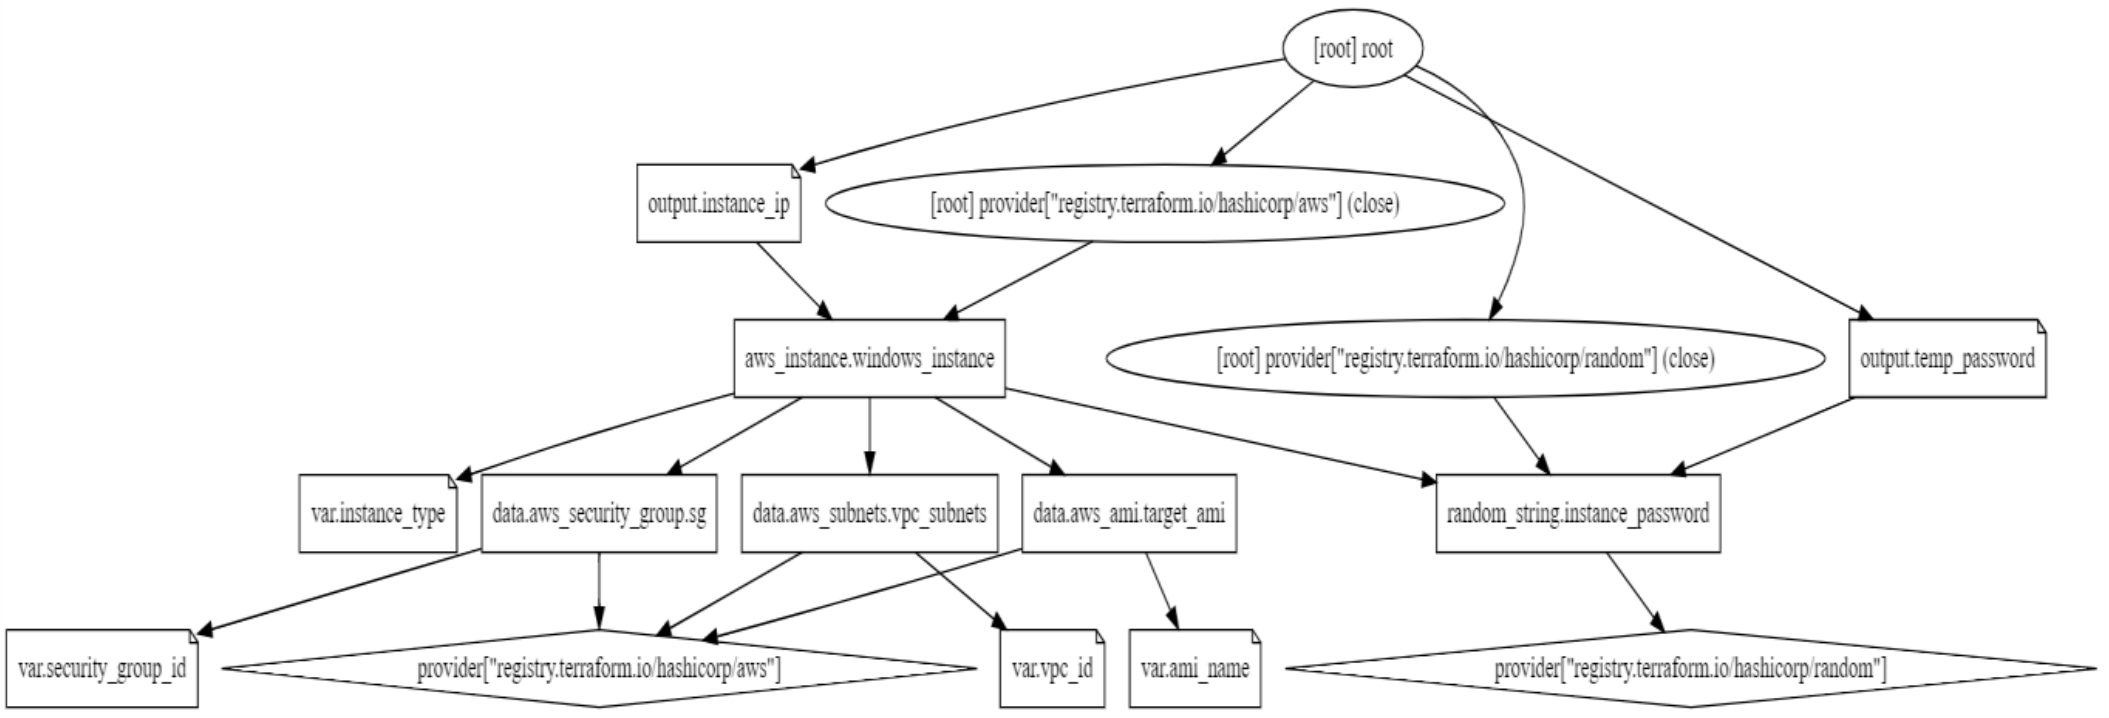 [root] root
output.instance_ip
[root] provider["registry.terraform.io/hashicorp/aws"] (close)
aws_instance.windows_instance
[root] provider["registry.terraform.io/hashicorp/random"] (close)
output.temp_password
var.instance_type
data.aws_security_group.sg
data.aws_subnets.vpc_subnets
data.aws_ami.target_ami
random_string.instance_password
var.security_group_id
provider["registry.terraform.io/hashicorp/aws"]
var.vpc_id
var.ami_name
provider["registry.terraform.io/hashicorp/random"]